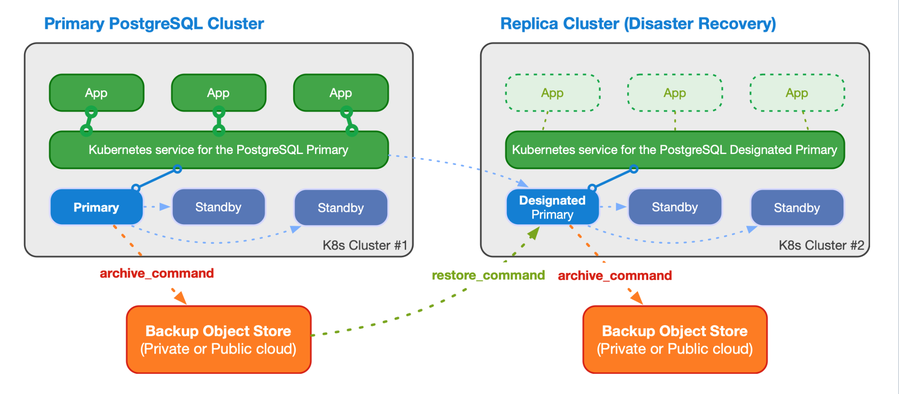 Primary PostgreSQL Cluster
Replica Cluster (Disaster Recovery)
App
App
App
Kubernetes service for the PostgreSQL Primary
Primary
Standby
Standby
K8s Cluster #1
App
App
App
Kubernetes service for the PostgreSQL Designated Primary
Designated
Primary
Standby
Standby
K8s Cluster #2
archive_command
restore_command
archive_command
Backup Object Store
(Private or Public cloud)
Backup Object Store
(Private or Public cloud)